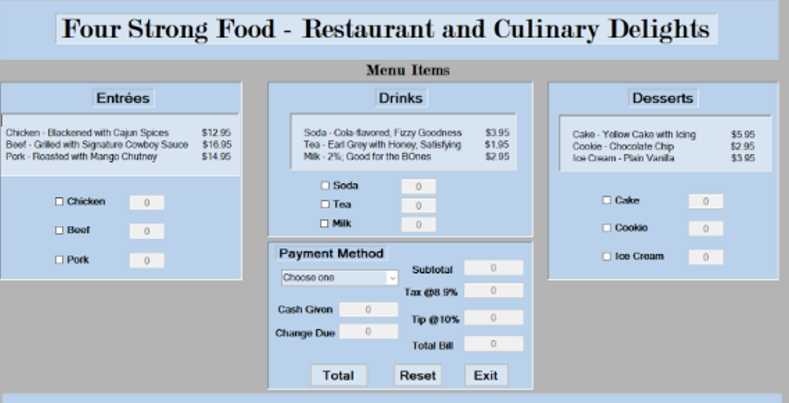 Four Strong Food - Restaurant and Culinary Delights
Menu Items
Entrées
Chicken - Blackened with Cajun Spices $12.95
Beef - Grilled with Signature Cowboy Sauce $16.95
Pork - Roasted with Mango Chutney $14.95
Chicken 0
Beef 0
Pork 0
Drinks
Soda - Cola-flavored, Fizzy Goodness $3.95
Tea - Earl Grey with Honey, Satisfying $1.95
Milk - 2%, Good for the BOnes $2.95
Soda 0
Tea 0
Milk 0
Desserts
Cake - Yellow Cake with Icing $5.95
Cookie - Chocolate Chip $2.95
Ice Cream - Plain Vanilla $3.95
Cake 0
Cookie 0
Ice Cream 0
Payment Method
Choose one
Cash Given 0
Change Due 0
Subtotal 0
Tax @8.9% 0
Tip @10% 0
Total Bill 0
Total Reset Exit